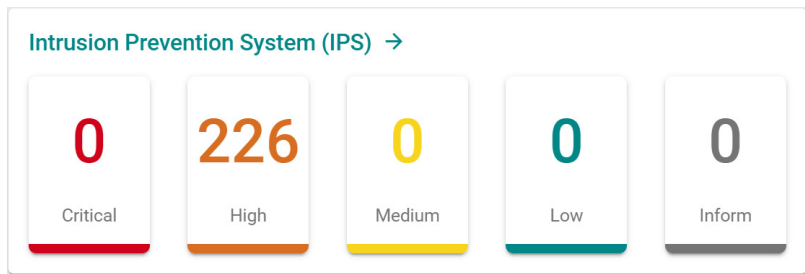 Intrusion Prevention System (IPS) →
0 226 0 0 0
Critical High Medium Low Inform